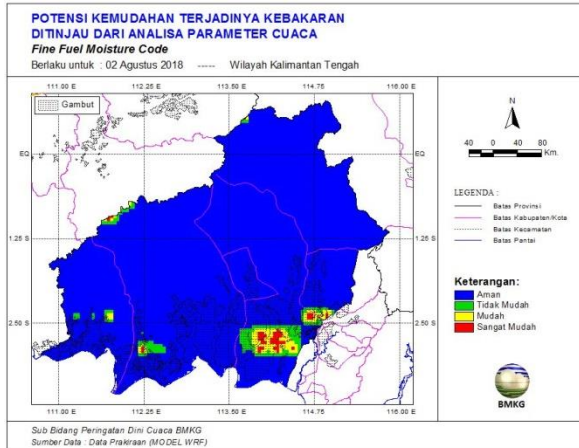 POTENSI KEMUDAHAN TERJADINYA KEBAKARAN
DITINJAU DARI ANALISA PARAMETER CUACA
Fine Fuel Moisture Code
Berlaku untuk : 02 Agustus 2018 ----- Wilayah Kalimantan Tengah
111.00 E 112.25 E 113.50 E 114.75 E 116.00 E
Gambut
EQ EQ
1.25 S 1.25 S
2.50 S 2.50 S
111.00 E 112.25 E 113.50 E 114.75 E 116.00 E
N
40 0 40 80 Km.
LEGENDA :
Batas Provinsi
Batas Kabupaten/Kota
Batas Kecamatan
Batas Pantai
Keterangan:
Aman
Tidak Mudah
Mudah
Sangat Mudah
BMKG
Sub Bidang Peringatan Dini Cuaca BMKG
Sumber Data : Data Prakiraan (MODEL WRF)